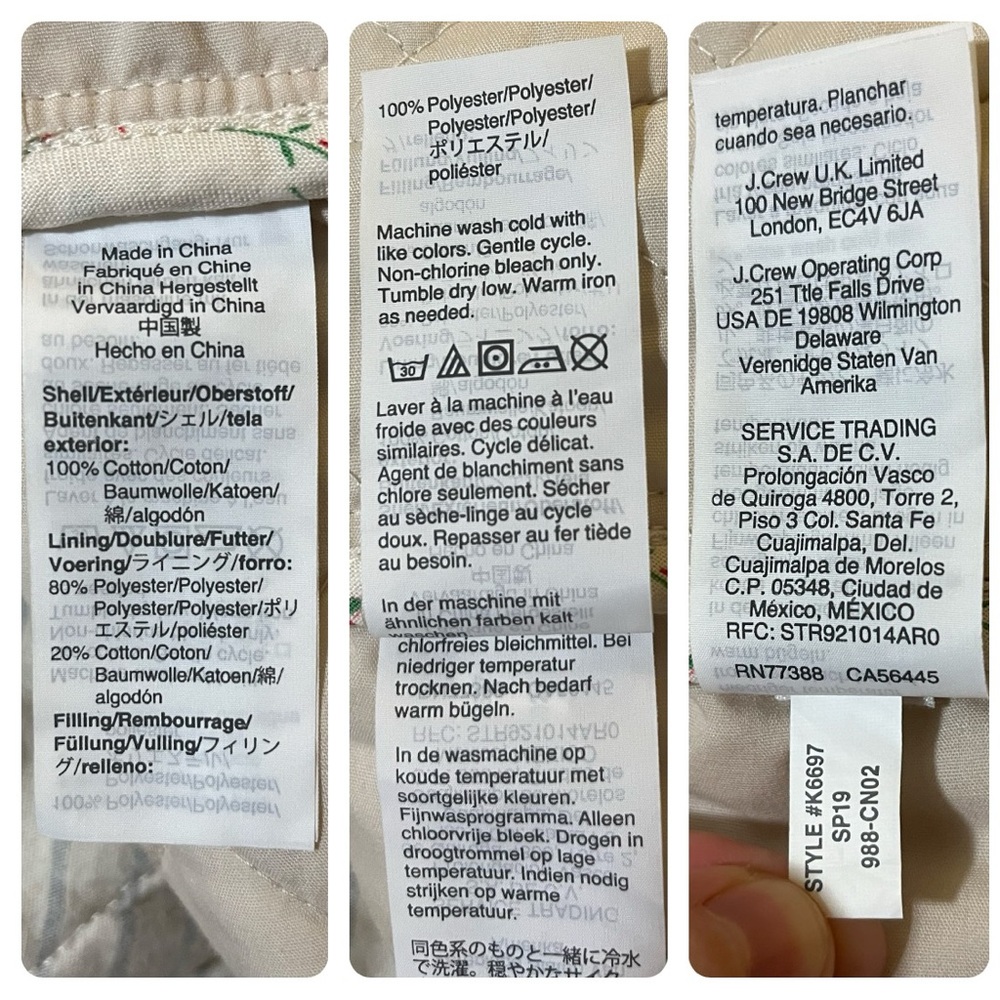 Made in China
Fabriqué en Chine
in China Hergestellt
Vervaardigd in China
中国製
Hecho en China
Shell/Extérieur/Oberstoff/
Buitenkant/シェル/tela
exterior:
100% Cotton/Coton/
Baumwolle/Katoen/
綿/algodón
Lining/Doublure/Futter/
Voering/ライニング/forro:
80% Polyester/Polyester/
Polyester/Polyester/ポリ
エステル/poliéster
20% Cotton/Coton/
Baumwolle/Katoen/綿/
algodón
Filling/Rembourrage/
Füllung/Vulling/フィリン
グ/relleno:
100% Polyester/Polyester/
Polyester/Polyester/
ポリエステル/
poliéster
Machine wash cold with
like colors. Gentle cycle.
Non-chlorine bleach only.
Tumble dry low. Warm iron
as needed.
30
Laver à la machine à l'eau
froide avec des couleurs
similaires. Cycle délicat.
Agent de blanchiment sans
chlore seulement. Sécher
au sèche-linge au cycle
doux. Repasser au fer tiède
au besoin.
In der maschine mit
ähnlichen farben kalt
waschen
chlorfreies bleichmittel. Bei
niedriger temperatur
trocknen. Nach bedarf
warm bügeln.
In de wasmachine op
koude temperatuur met
soortgelijke kleuren.
Fijnwasprogramma. Alleen
chloorvrije bleek. Drogen in
droogtrommel op lage
temperatuur. Indien nodig
strijken op warme
temperatuur.
同色系のものと一緒に冷水
で洗濯。穏やかなサイク
temperatura. Planchar
cuando sea necesario.
J.Crew U.K. Limited
100 New Bridge Street
London, EC4V 6JA
J.Crew Operating Corp
251 Ttle Falls Drive
USA DE 19808 Wilmington
Delaware
Verenidge Staten Van
Amerika
SERVICE TRADING
S.A. DE C.V.
Prolongación Vasco
de Quiroga 4800, Torre 2,
Piso 3 Col. Santa Fe
Cuajimalpa, Del.
Cuajimalpa de Morelos
C.P. 05348, Ciudad de
México, MÉXICO
RFC: STR921014AR0
RN77388 CA56445
STYLE #K6697
SP19
988-CN02